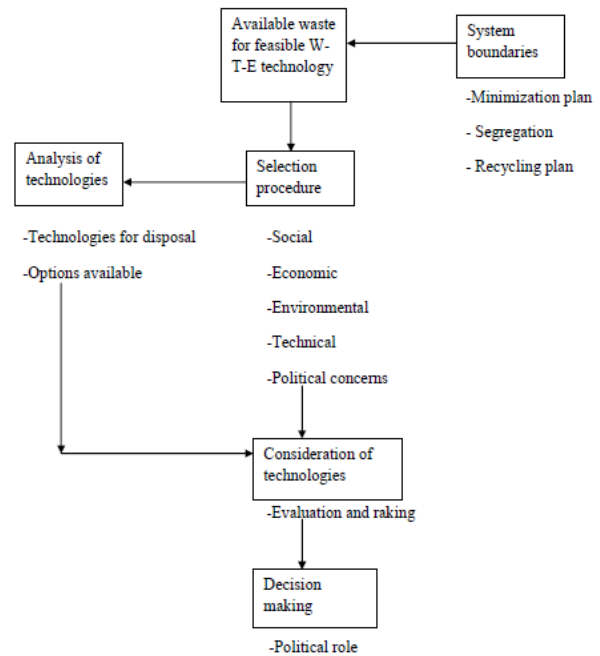 Available waste
for feasible W-
T-E technology
System
boundaries
-Minimization plan
- Segregation
- Recycling plan
Analysis of
technologies
Selection
procedure
-Technologies for disposal
-Options available
-Social
-Economic
-Environmental
-Technical
-Political concerns
Consideration of
technologies
-Evaluation and raking
Decision
making
-Political role